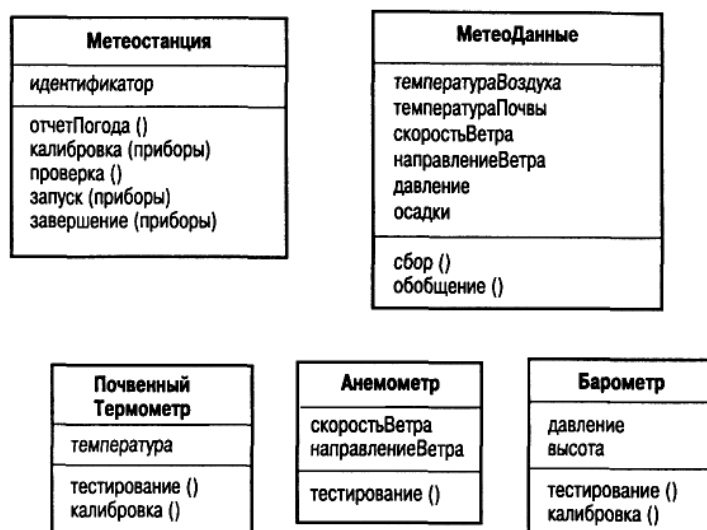 Метеостанция
идентификатор
отчетПогода ()
калибровка (приборы)
проверка ()
запуск (приборы)
завершение (приборы)
МетеоДанные
температураВоздуха
температураПочвы
скоростьВетра
направлениеВетра
давление
осадки
сбор ()
обобщение ()
Почвенный
Термометр
температура
тестирование ()
калибровка ()
Анемометр
скоростьВетра
направлениеВетра
тестирование ()
Барометр
давление
высота
тестирование ()
калибровка ()